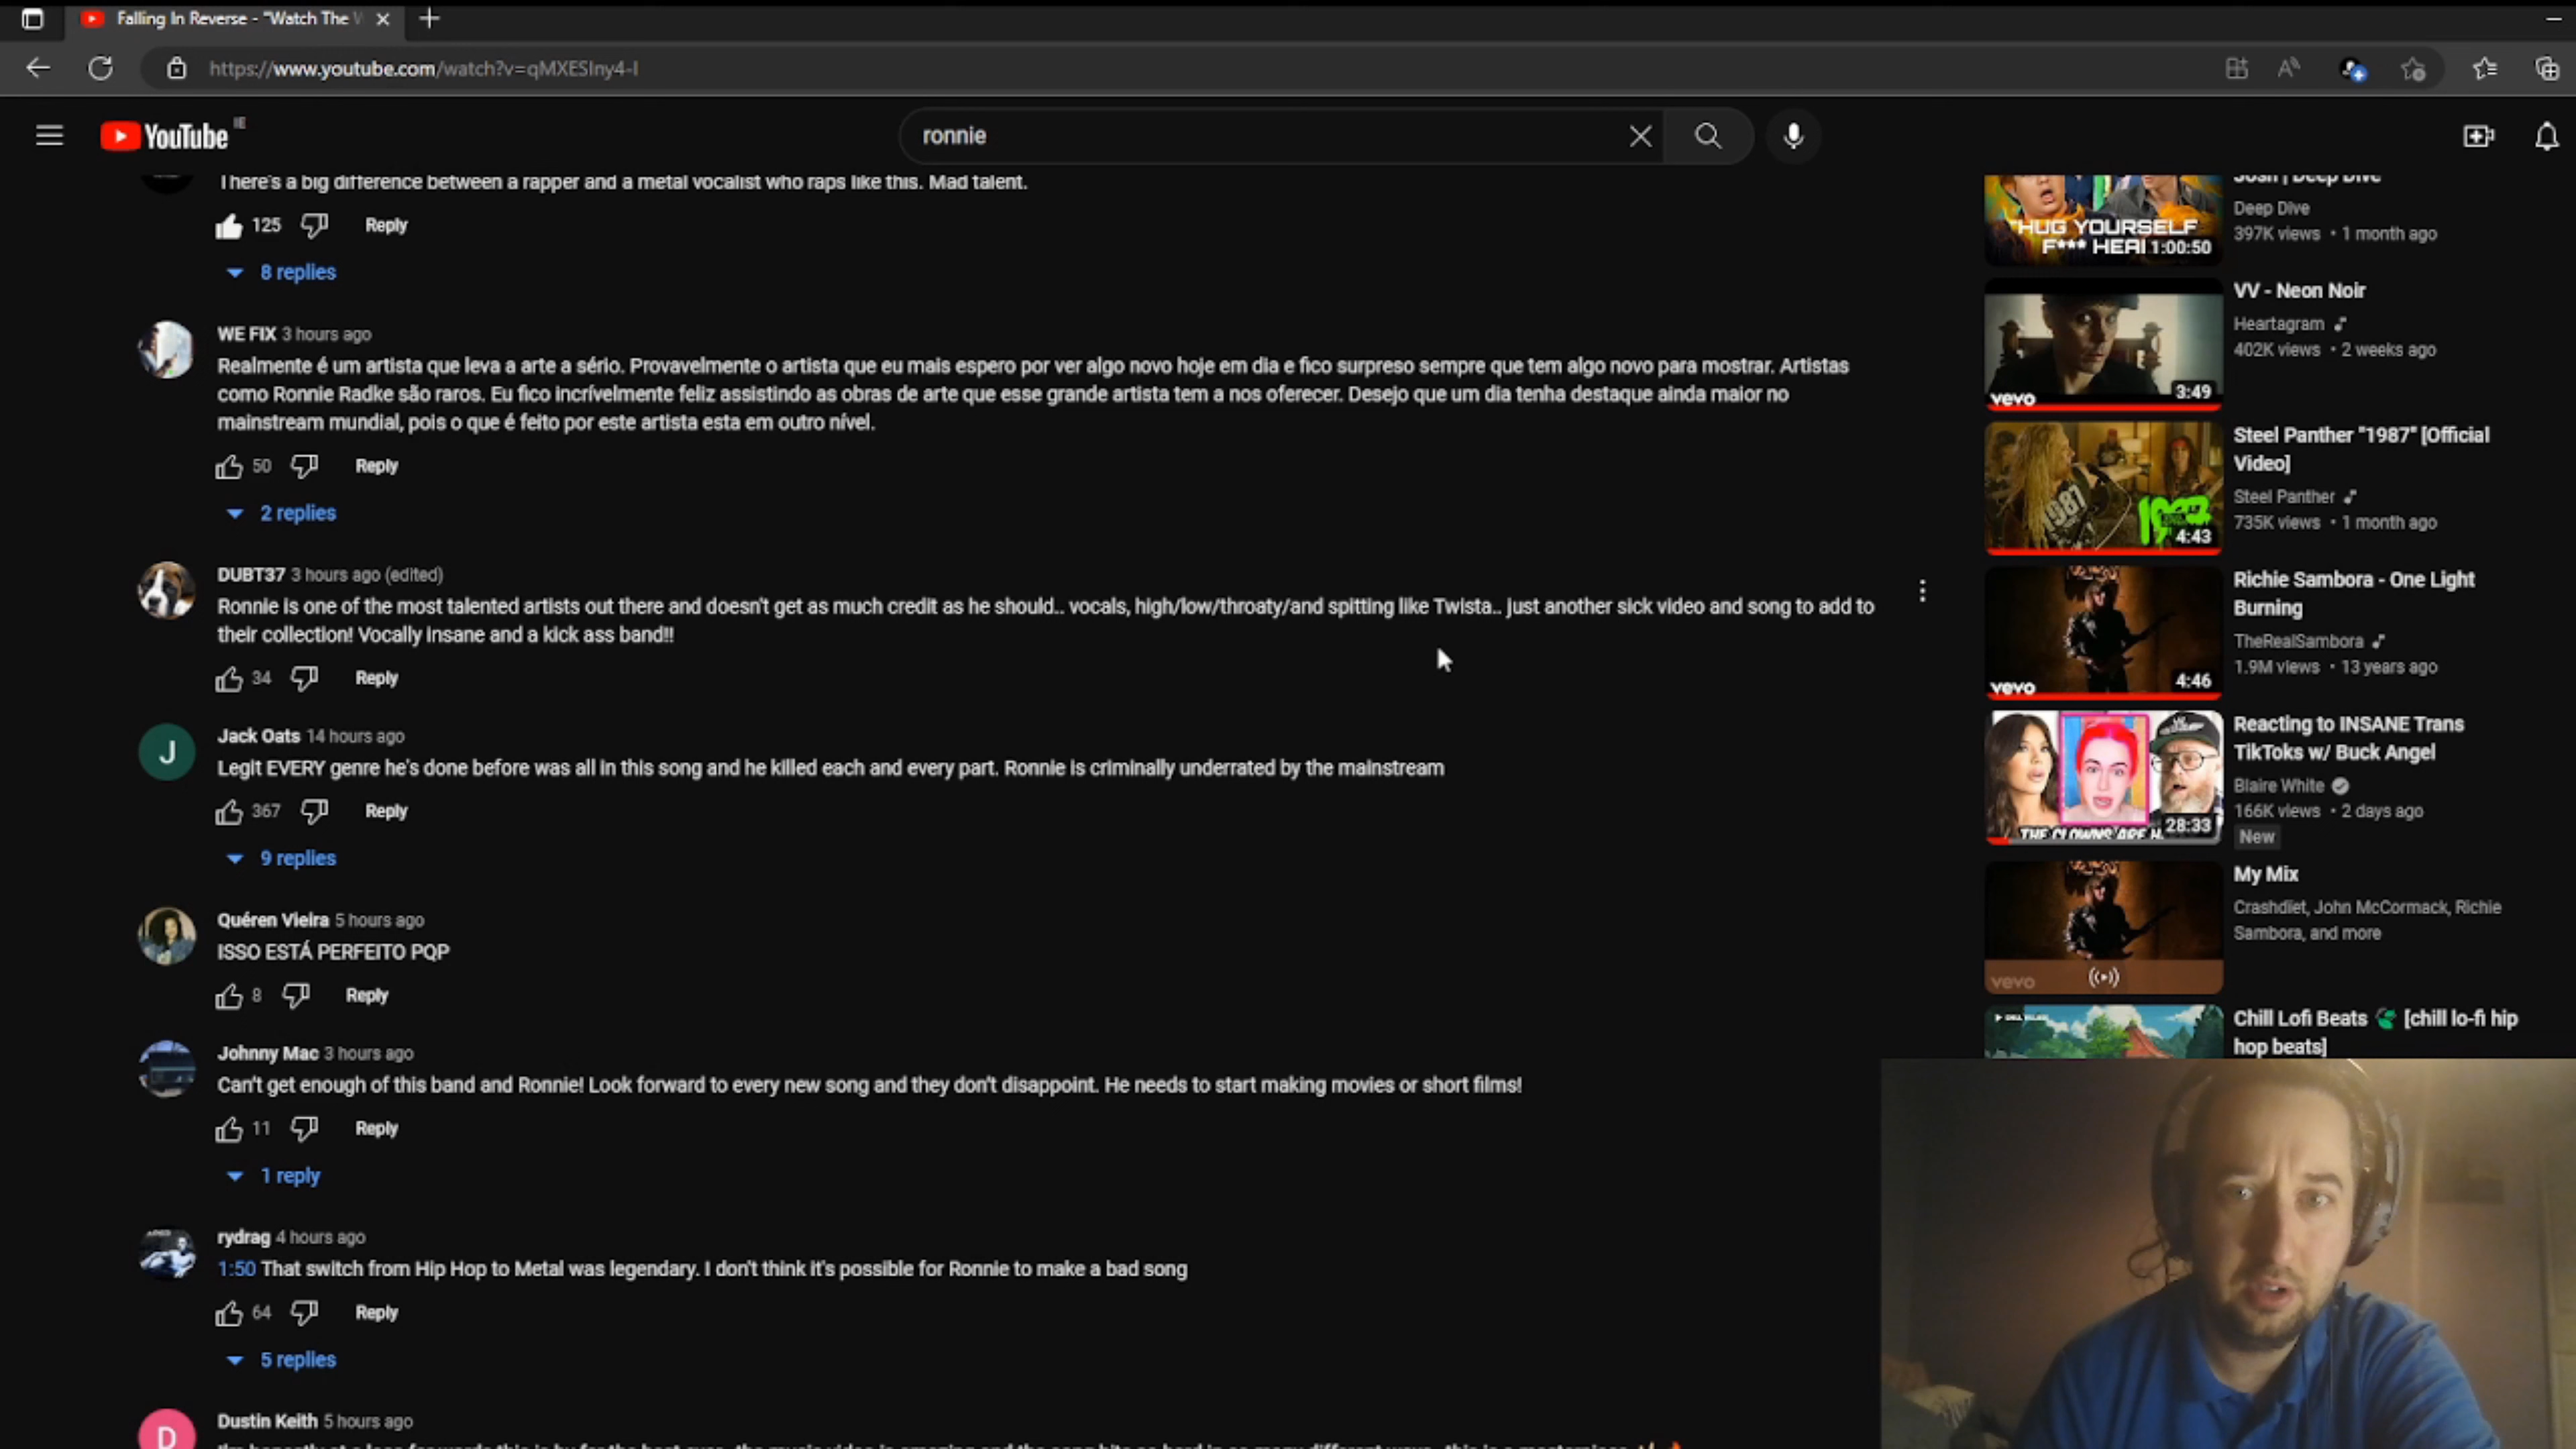 Falling In Reverse - "Watch The W
https://www.youtube.com/watch?v=qMXESIny4-I
YouTube IE
ronnie
There's a big difference between a rapper and a metal vocalist who raps like this. Mad talent.
125 Reply
8 replies
WE FIX 3 hours ago
Realmente é um artista que leva a arte a sério. Provavelmente o artista que eu mais espero por ver algo novo hoje em dia e fico surpreso sempre que tem algo novo para mostrar. Artistas
como Ronnie Radke são raros. Eu fico incrívelmente feliz assistindo as obras de arte que esse grande artista tem a nos oferecer. Desejo que um dia tenha destaque ainda maior no
mainstream mundial, pois o que é feito por este artista esta em outro nível.
50 Reply
2 replies
DUBT37 3 hours ago (edited)
Ronnie is one of the most talented artists out there and doesn't get as much credit as he should.. vocals, high/low/throaty/and spitting like Twista.. just another sick video and song to add to
their collection! Vocally insane and a kick ass band!!
34 Reply
J
Jack Oats 14 hours ago
Legit EVERY genre he's done before was all in this song and he killed each and every part. Ronnie is criminally underrated by the mainstream
367 Reply
9 replies
Quéren Vieira 5 hours ago
ISSO ESTÁ PERFEITO PQP
8 Reply
Johnny Mac 3 hours ago
Can't get enough of this band and Ronnie! Look forward to every new song and they don't disappoint. He needs to start making movies or short films!
11 Reply
1 reply
rydrag 4 hours ago
1:50 That switch from Hip Hop to Metal was legendary. I don't think it's possible for Ronnie to make a bad song
64 Reply
5 replies
D
Dustin Keith 5 hours ago
Josh | Deep Dive
Deep Dive
397K views • 1 month ago
HUG YOURSELF
F*** HEAI 1:00:50
VV - Neon Noir
Heartagram
402K views • 2 weeks ago
vevo 3:49
Steel Panther "1987" [Official
Video]
Steel Panther
735K views • 1 month ago
1987
4:43
Richie Sambora - One Light
Burning
TheRealSambora
1.9M views • 13 years ago
vevo 4:46
Reacting to INSANE Trans
TikToks w/ Buck Angel
Blaire White
166K views • 2 days ago
New
THE CLOWNS ARE H 28:33
My Mix
Crashdiet, John McCormack, Richie
Sambora, and more
vevo
Chill Lofi Beats [chill lo-fi hip
hop beats]